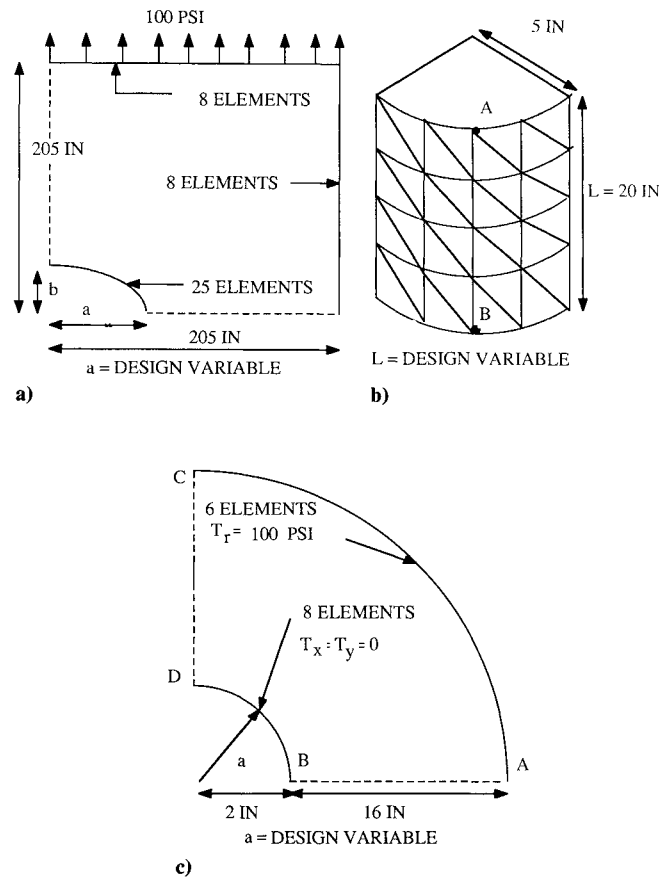 100 PSI
8 ELEMENTS
205 IN
8 ELEMENTS
b
a
25 ELEMENTS
205 IN
a = DESIGN VARIABLE
a)
5 IN
A
L = 20 IN
B
L = DESIGN VARIABLE
b)
C
6 ELEMENTS
T_r = 100 PSI
8 ELEMENTS
T_x = T_y = 0
D
a
B
A
2 IN
16 IN
a = DESIGN VARIABLE
c)